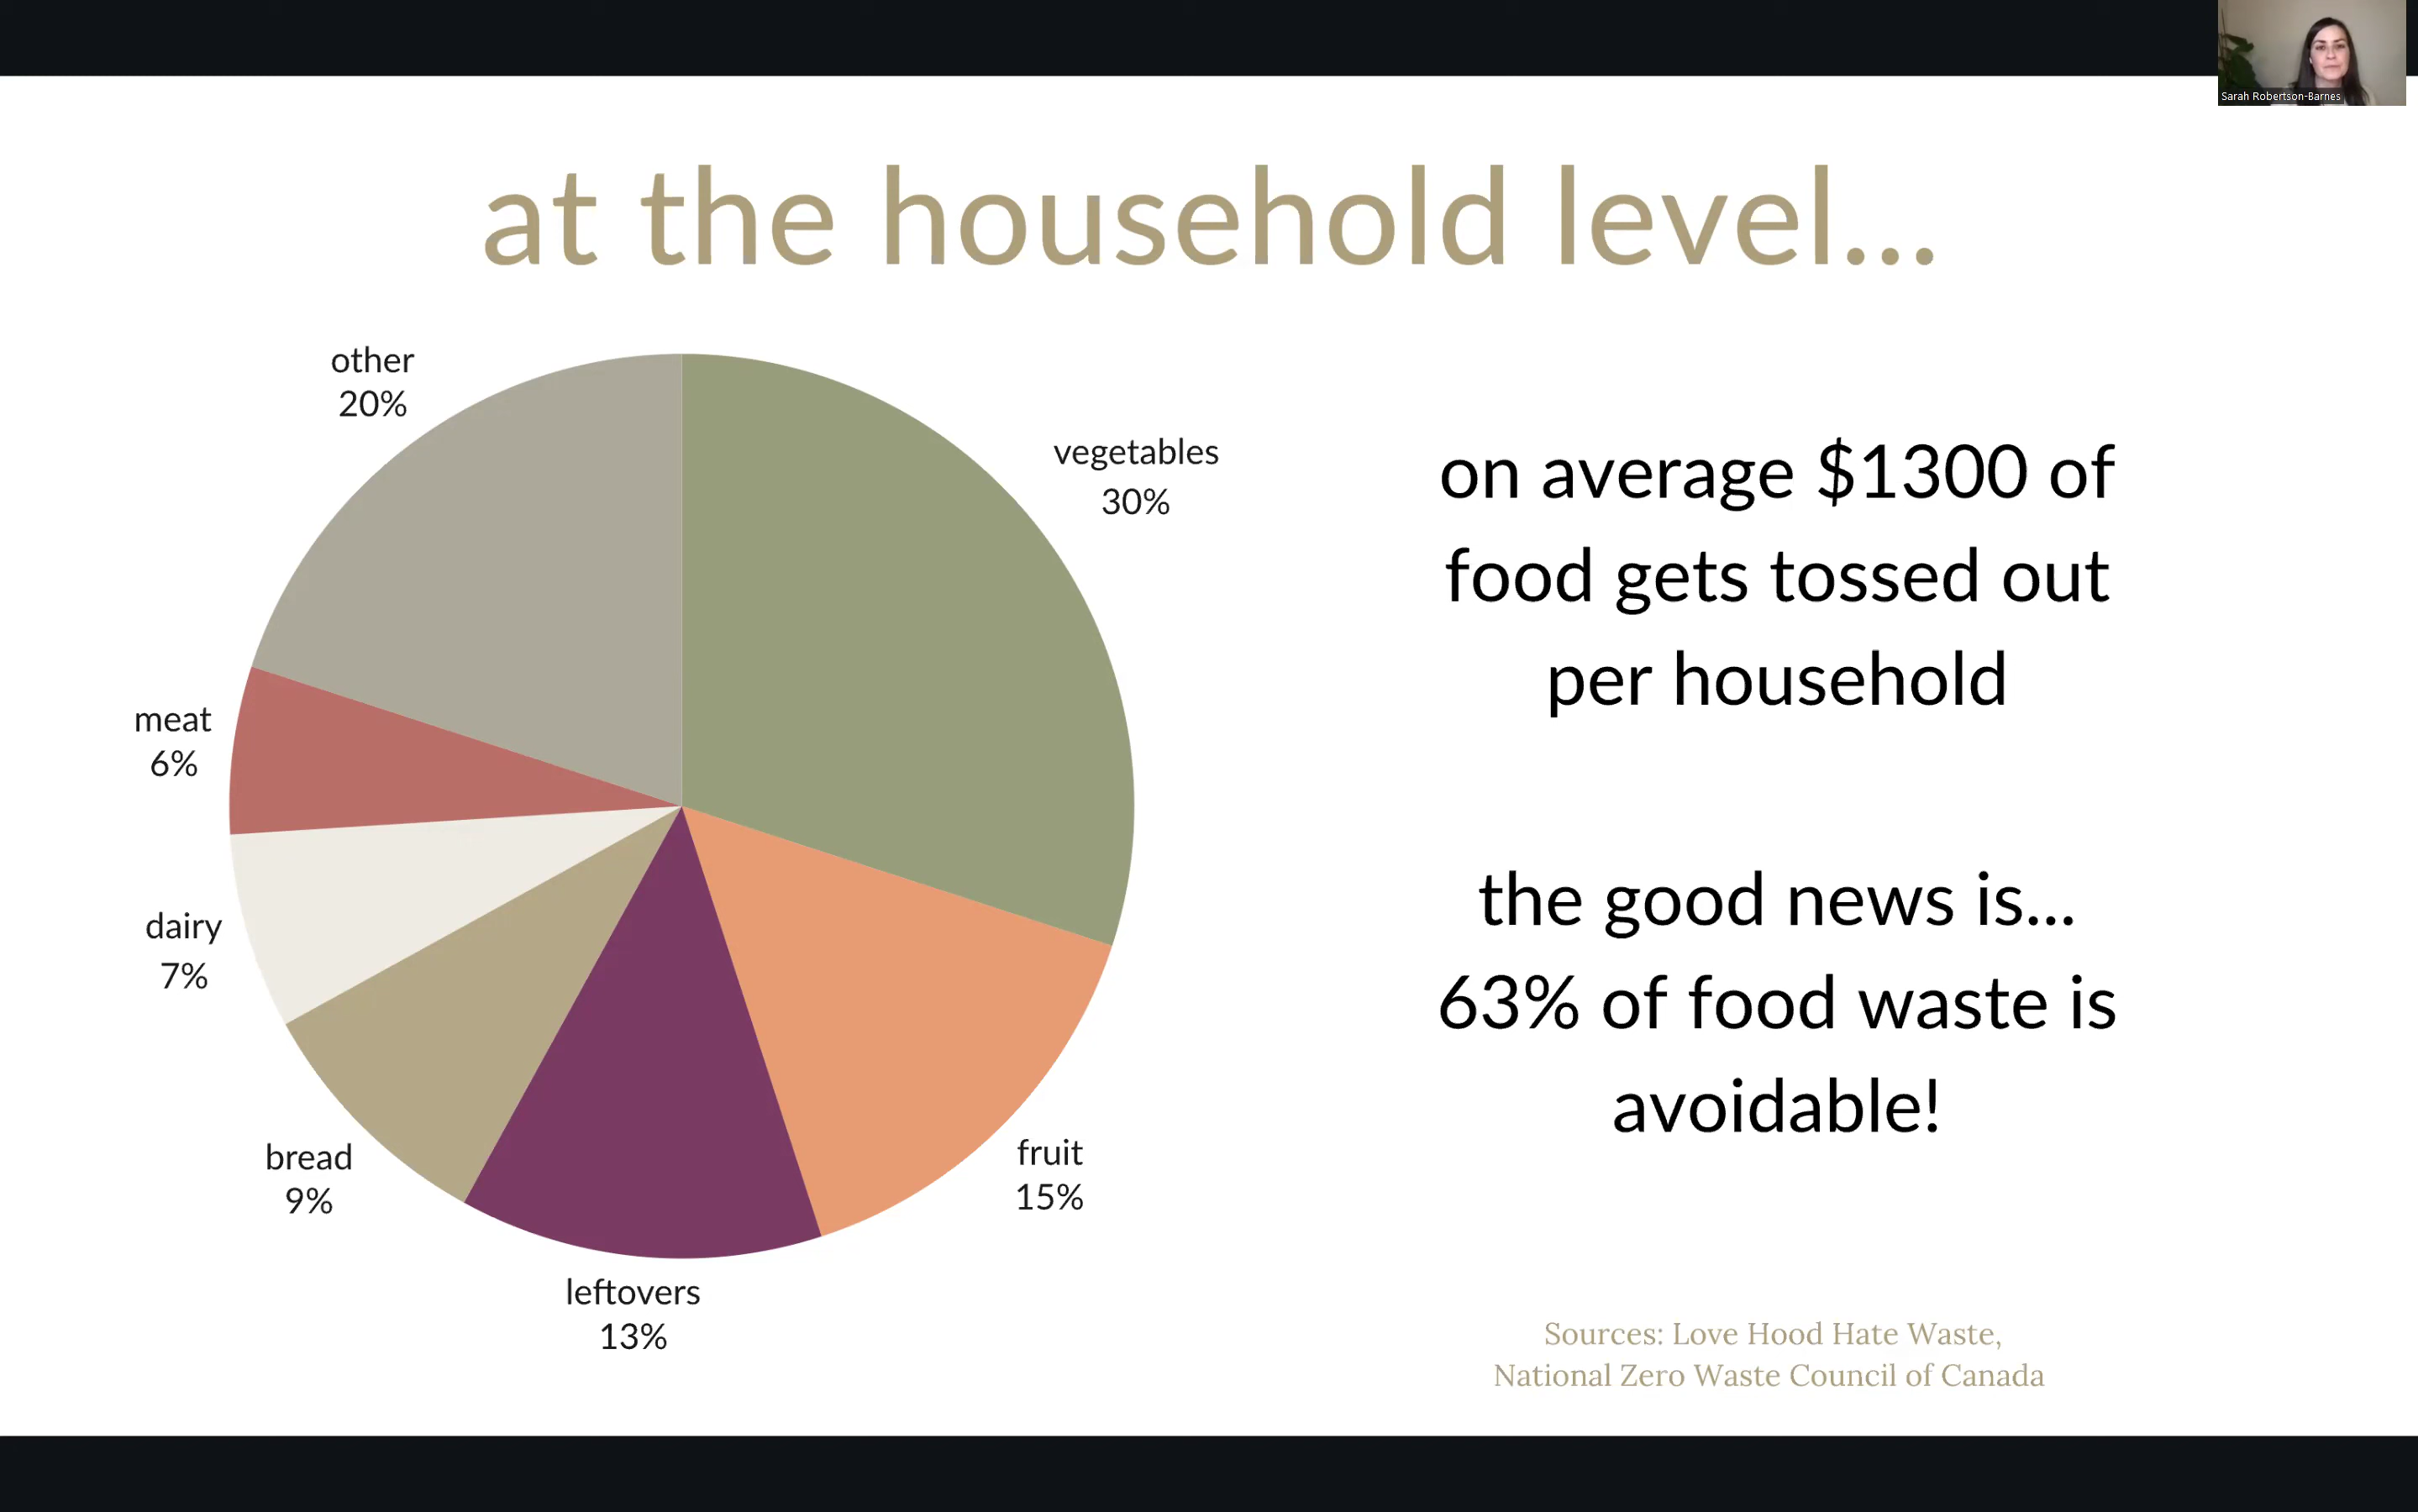 Sarah Robertson-Barnes
at the household level...
other
20%
vegetables
30%
meat
6%
dairy
7%
bread
9%
leftovers
13%
fruit
15%
on average $1300 of
food gets tossed out
per household
the good news is...
63% of food waste is
avoidable!
Sources: Love Hood Hate Waste,
National Zero Waste Council of Canada